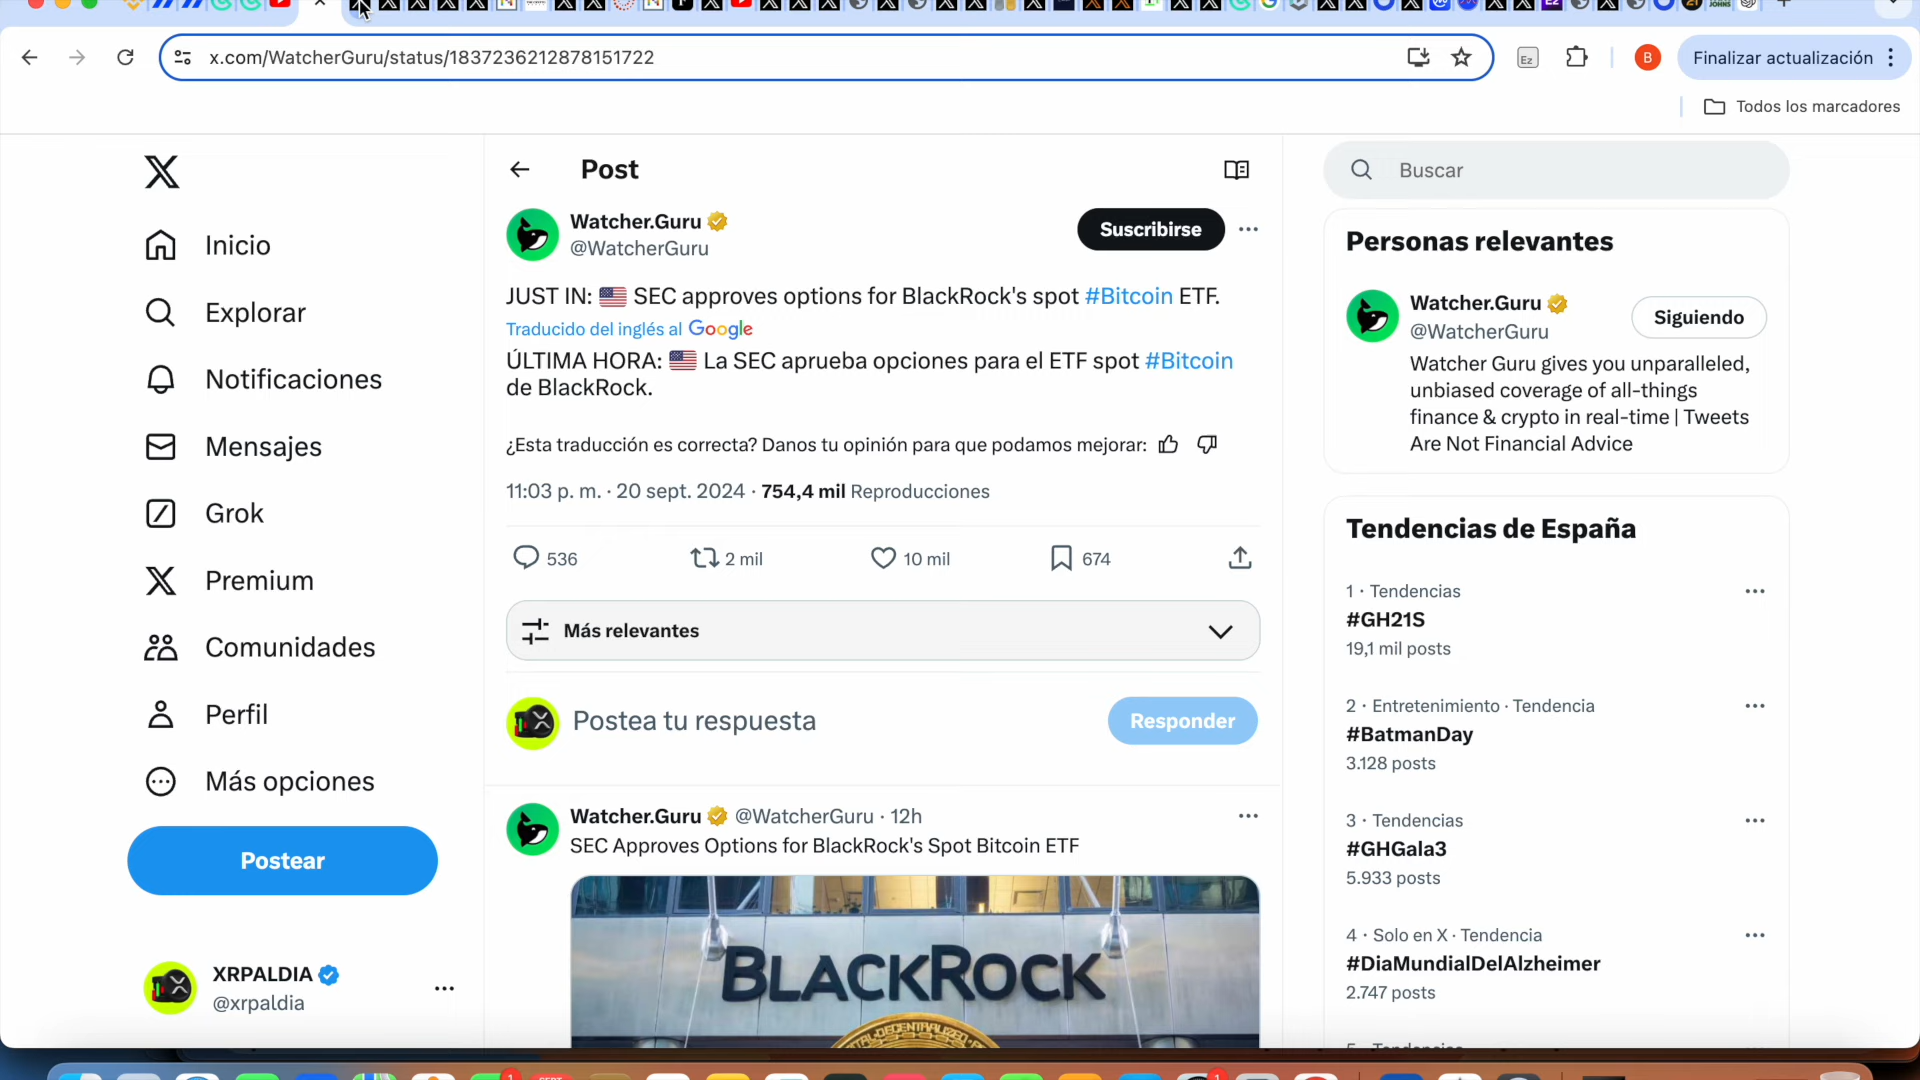 x.com/WatcherGuru/status/1837236212878151722
Ez
B
Finalizar actualización
Todos los marcadores
Inicio
Explorar
Notificaciones
Mensajes
Grok
Premium
Comunidades
Perfil
Más opciones
Postear
XRPALDIA
@xrpaldia
Post
Watcher.Guru
@WatcherGuru
Suscribirse
JUST IN: 🇺🇸 SEC approves options for BlackRock's spot #Bitcoin ETF.
Traducido del inglés al Google
ÚLTIMA HORA: 🇺🇸 La SEC aprueba opciones para el ETF spot #Bitcoin
de BlackRock.
¿Esta traducción es correcta? Danos tu opinión para que podamos mejorar:
11:03 p. m. · 20 sept. 2024 · 754,4 mil Reproducciones
536 2 mil 10 mil 674
Más relevantes
Postea tu respuesta
Responder
Watcher.Guru @WatcherGuru · 12h
SEC Approves Options for BlackRock's Spot Bitcoin ETF
BLACKROCK
DECENTRALIZED
Buscar
Personas relevantes
Watcher.Guru
@WatcherGuru
Siguiendo
Watcher Guru gives you unparalleled,
unbiased coverage of all-things
finance & crypto in real-time | Tweets
Are Not Financial Advice
Tendencias de España
1 · Tendencias
#GH21S
19,1 mil posts
2 · Entretenimiento · Tendencia
#BatmanDay
3.128 posts
3 · Tendencias
#GHGala3
5.933 posts
4 · Solo en X · Tendencia
#DiaMundialDelAlzheimer
2.747 posts